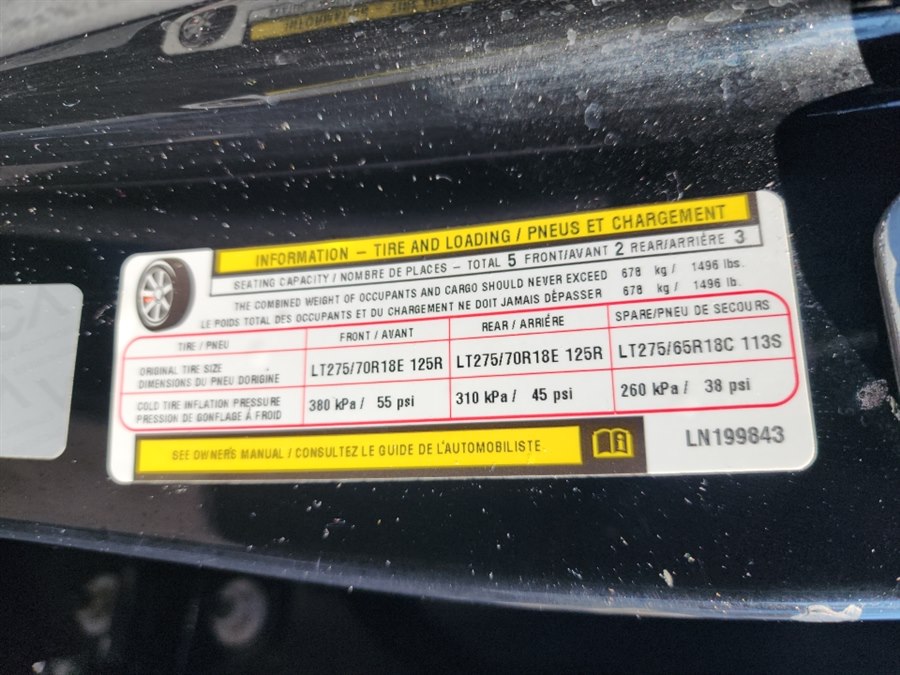 INFORMATION – TIRE AND LOADING / PNEUS ET CHARGEMENT
SEATING CAPACITY / NOMBRE DE PLACES – TOTAL 5 FRONT/AVANT 2 REAR/ARRIÈRE 3
THE COMBINED WEIGHT OF OCCUPANTS AND CARGO SHOULD NEVER EXCEED 678 kg / 1496 lbs.
LE POIDS TOTAL DES OCCUPANTS ET DU CHARGEMENT NE DOIT JAMAIS DÉPASSER 678 kg / 1496 lb.
TIRE / PNEU FRONT / AVANT REAR / ARRIÉRE SPARE/PNEU DE SECOURS
ORIGINAL TIRE SIZE
DIMENSIONS DU PNEU DORIGINE
LT275/70R18E 125R LT275/70R18E 125R LT275/65R18C 113S
COLD TIRE INFLATION PRESSURE
PRESSION DE GONFLAGE À FROID
380 kPa / 55 psi 310 kPa / 45 psi 260 kPa / 38 psi
SEE OWNER'S MANUAL / CONSULTEZ LE GUIDE DE L'AUTOMOBILISTE
LN199843